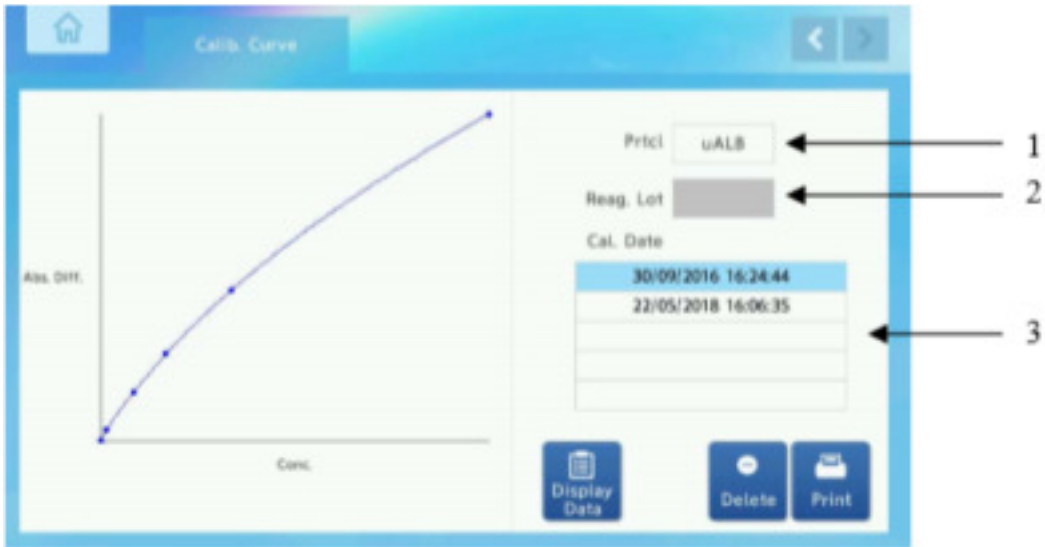 Calib. Curve
Prtcl uALB 1
Reag. Lot 2
Cal. Date
Abs. Diff.
30/09/2016 16:24:44
22/05/2018 16:06:35
3
Conc.
Display Data
Delete
Print